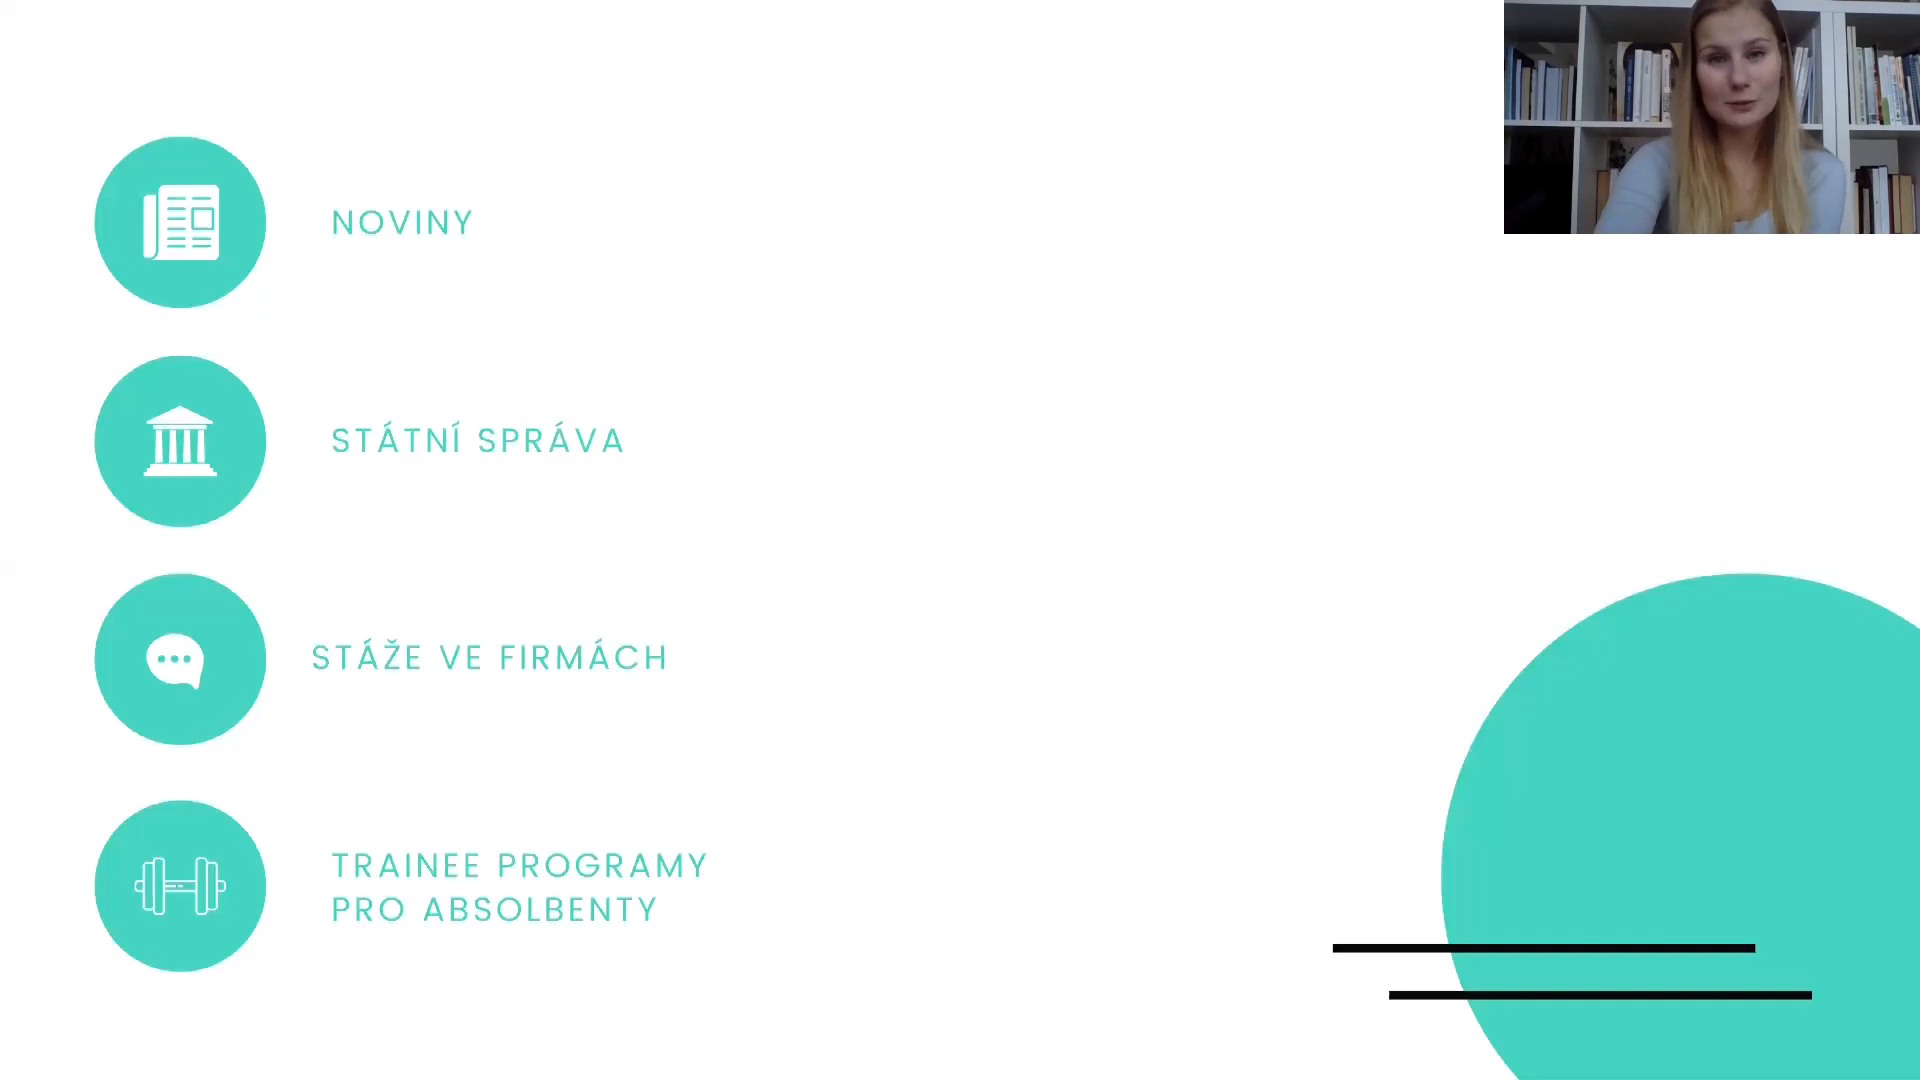 NOVINY
STÁTNÍ SPRÁVA
STÁŽE VE FIRMÁCH
TRAINEE PROGRAMY
PRO ABSOLBENTY